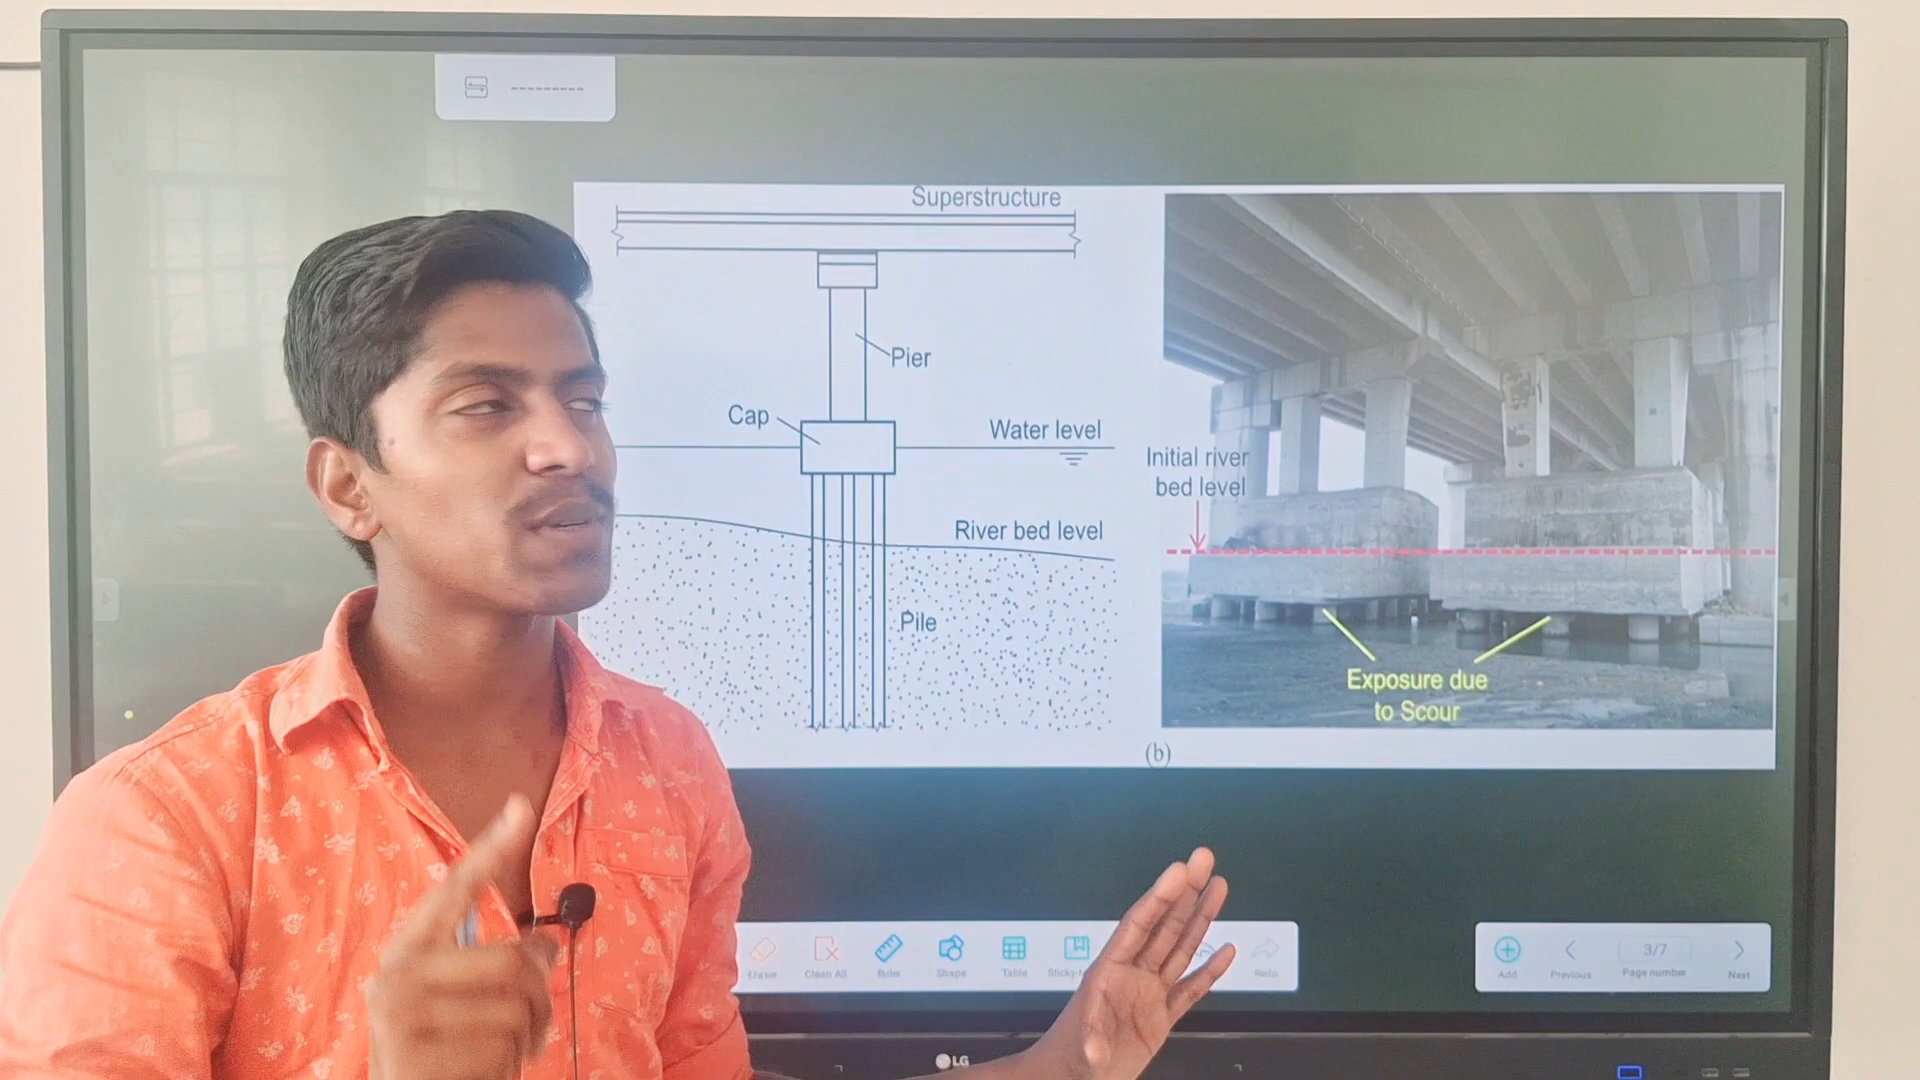 Superstructure
Pier
Cap
Water level
River bed level
Pile
Initial river
bed level
Exposure due
to Scour
(b)
Eraser
Clean All
Ruler
Shape
Table
Redo
Add
Previous
3/7
Page number
Next
LG